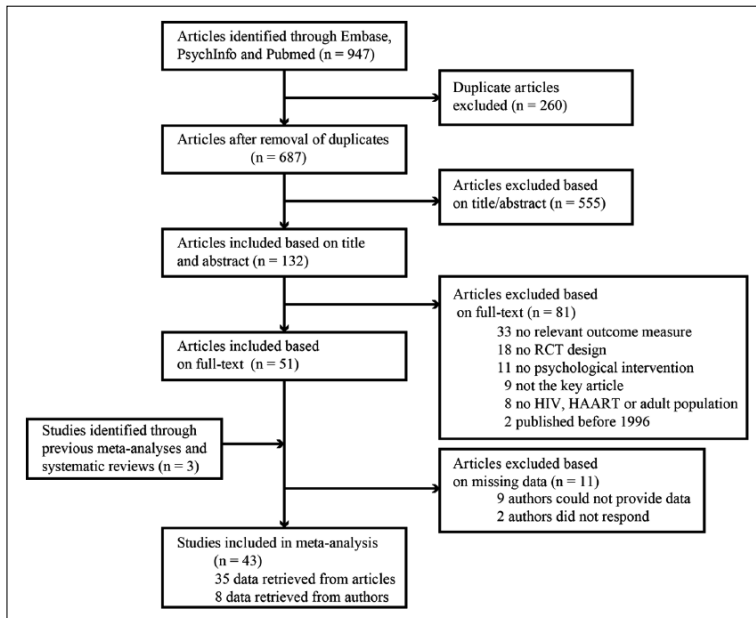 Articles identified through Embase,
PsychInfo and Pubmed (n = 947)
Duplicate articles
excluded (n = 260)
Articles after removal of duplicates
(n = 687)
Articles excluded based
on title/abstract (n = 555)
Articles included based on title
and abstract (n = 132)
Articles excluded based
on full-text (n = 81)
33 no relevant outcome measure
18 no RCT design
11 no psychological intervention
9 not the key article
8 no HIV, HAART or adult population
2 published before 1996
Articles included based
on full-text (n = 51)
Studies identified through
previous meta-analyses and
systematic reviews (n = 3)
Articles excluded based
on missing data (n = 11)
9 authors could not provide data
2 authors did not respond
Studies included in meta-analysis
(n = 43)
35 data retrieved from articles
8 data retrieved from authors